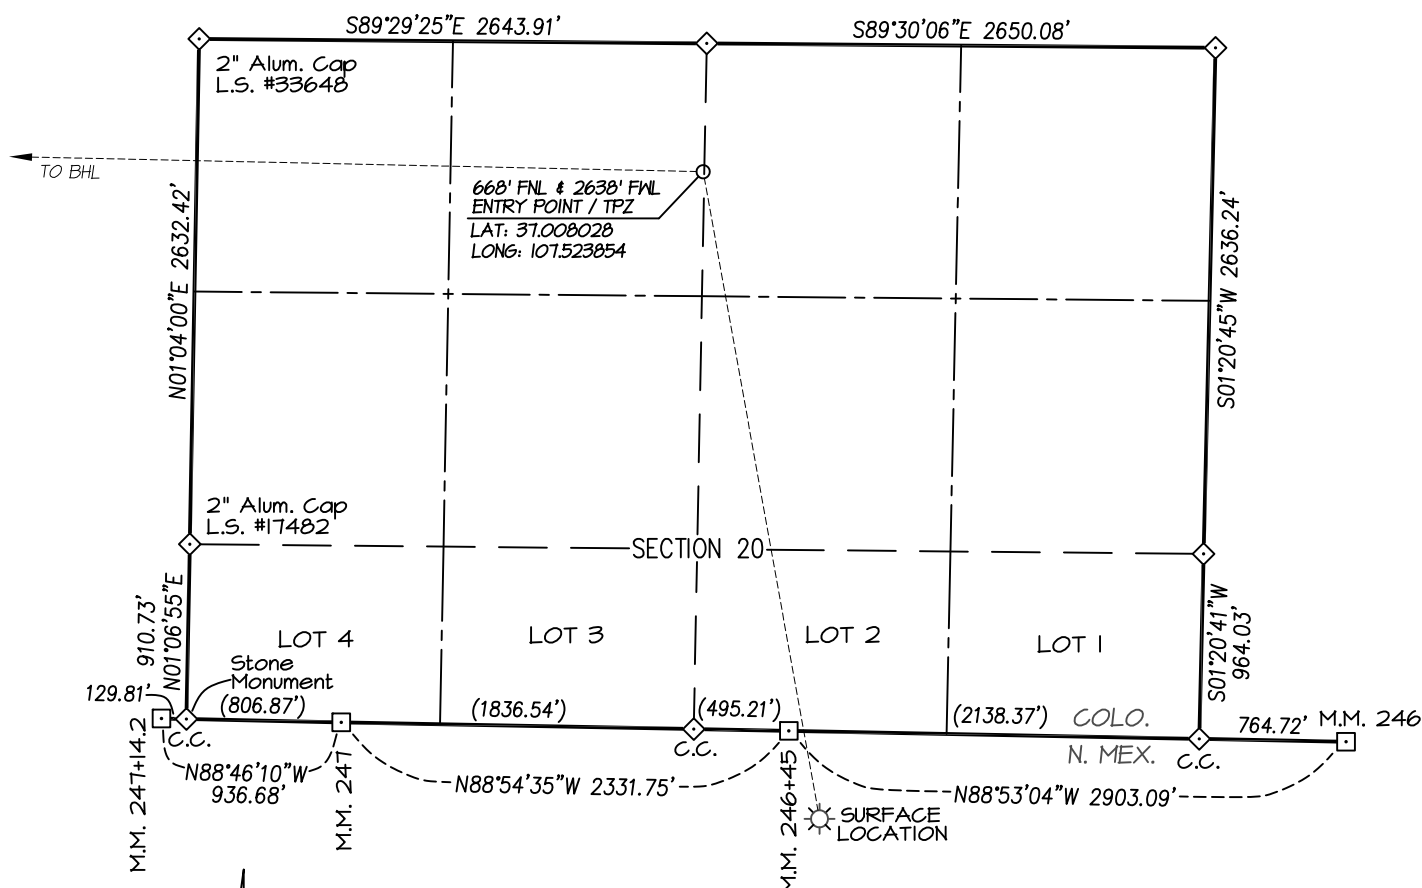 S89°29'25"E 2643.91'
S89°30'06"E 2650.08'
2" Alum. Cap
L.S. #33648
TO BHL
668' FNL & 2638' FWL
ENTRY POINT / TPZ
LAT: 37.008028
LONG: 107.523854
N01°04'00"E 2632.42'
S01°20'45"W 2636.24'
2" Alum. Cap
L.S. #17482
SECTION 20
910.73'
N01°06'55"E
S01°20'41"W
964.03'
LOT 4
LOT 3
LOT 2
LOT 1
Stone
Monument
129.81'
(806.87')
(1836.54')
(495.21')
(2138.37')
COLO.
764.72'
M.M. 246
C.C.
C.C.
N. MEX.
C.C.
M.M. 247+14.2
N88°46'10"W
936.68'
M.M. 247
N88°54'35"W 2331.75'
M.M. 246+45
N88°53'04"W 2903.09'
SURFACE
LOCATION